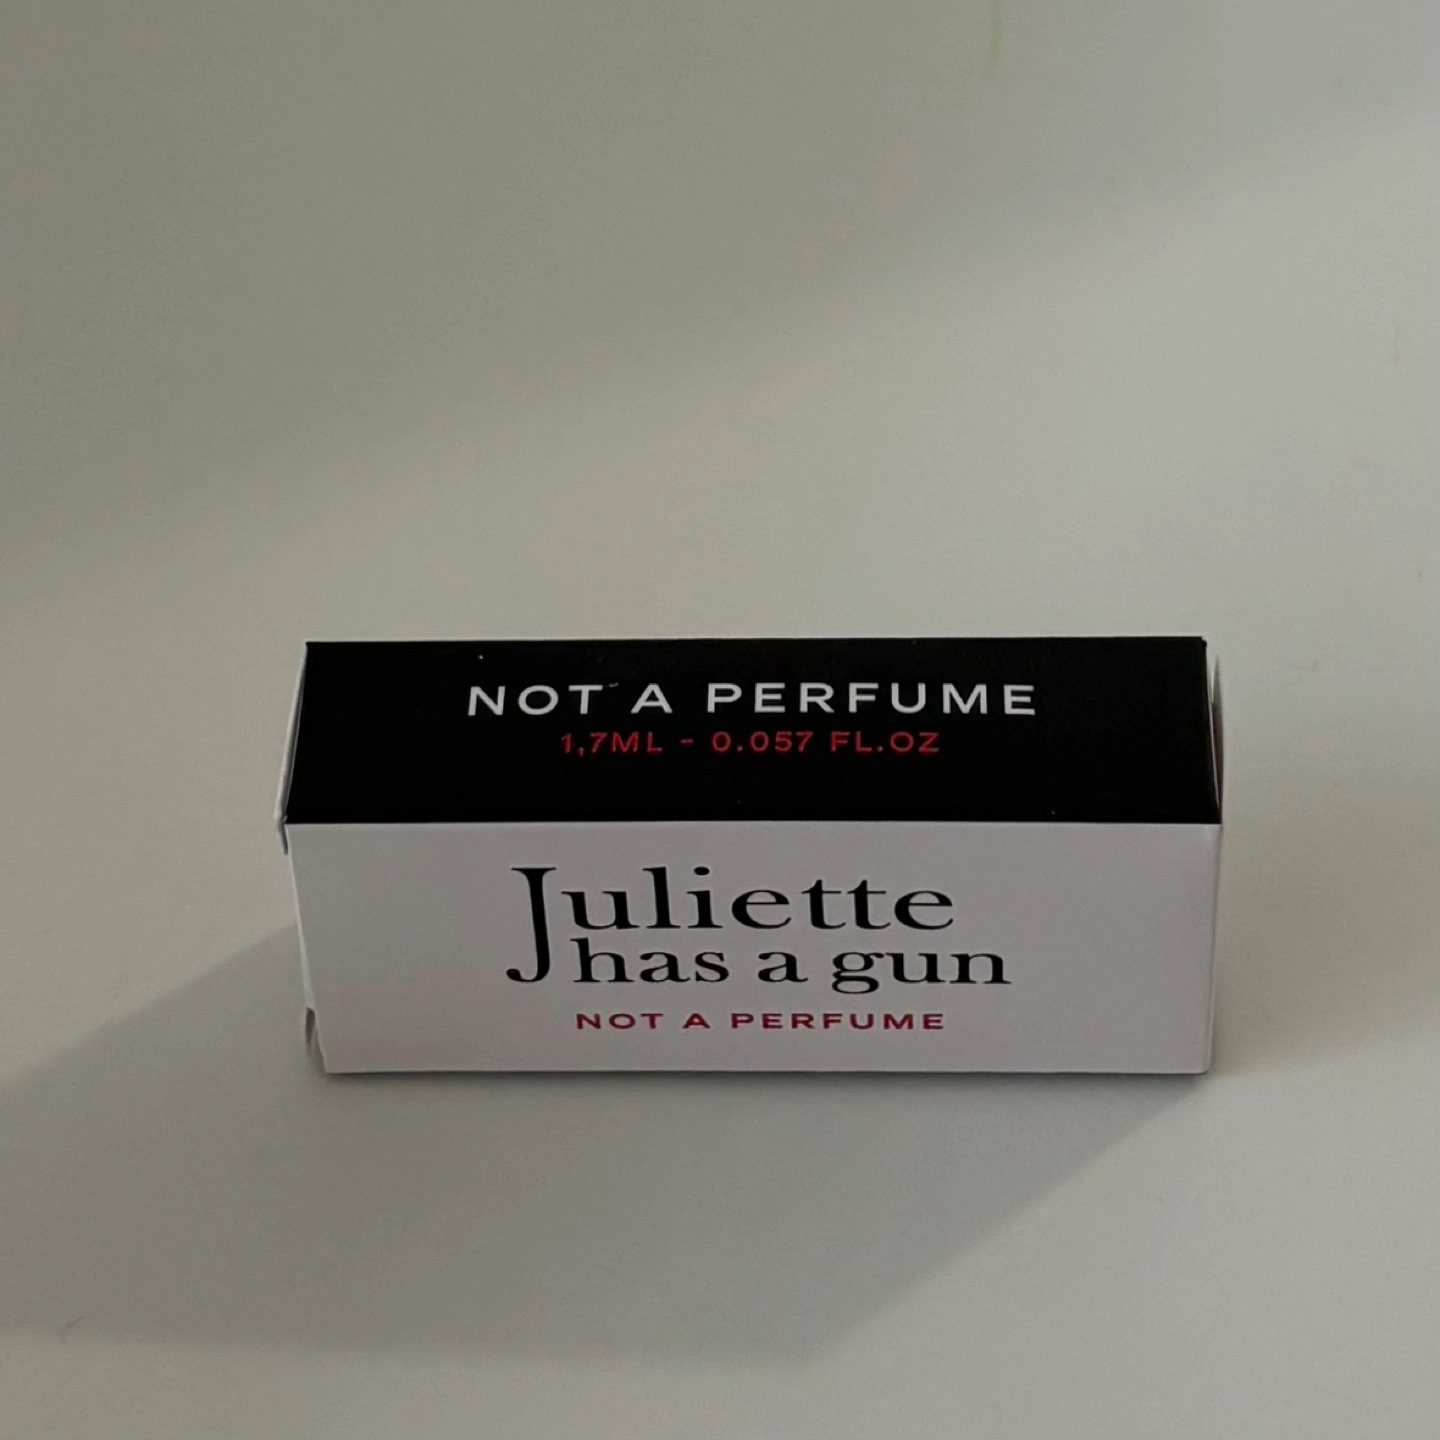 NOT A PERFUME
1,7ML - 0.057 FL.OZ
Juliette
has a gun
NOT A PERFUME